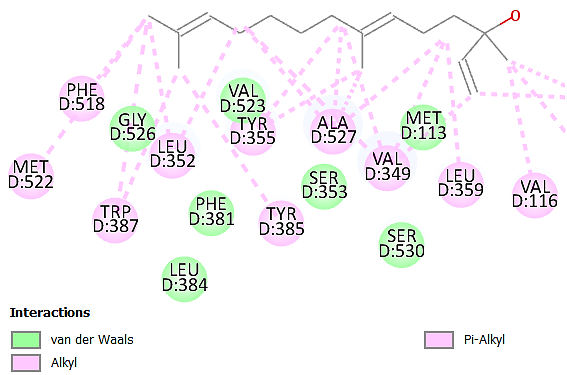 O
PHE
D:518
VAL
D:523
GLY
D:526
TYR
D:355
ALA
D:527
MET
D:113
LEU
D:352
VAL
D:349
MET
D:522
SER
D:353
LEU
D:359
VAL
D:116
TRP
D:387
PHE
D:381
TYR
D:385
SER
D:530
LEU
D:384
Interactions
van der Waals
Alkyl
Pi-Alkyl